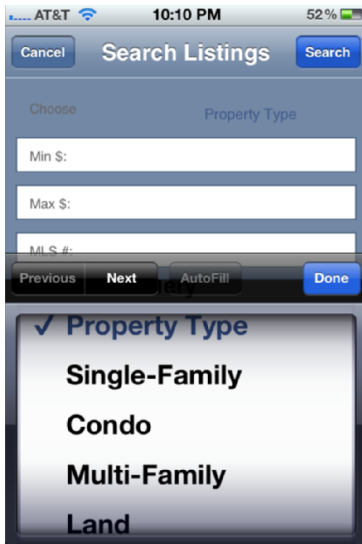 AT&T 10:10 PM 52%
Cancel Search Listings Search
Choose Property Type
Min $:
Max $:
MLS #:
Previous Next AutoFill Done
✓ Property Type
Single-Family
Condo
Multi-Family
Land